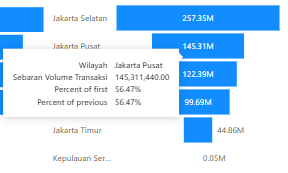 Jakarta Selatan 257.35M
Jakarta Pusat 145.31M
Wilayah Jakarta Pusat
Sebaran Volume Transaksi 145,311,440.00
122.39M
Percent of first 56.47%
Percent of previous 56.47%
99.69M
Jakarta Timur 44.86M
Kepulauan Ser... 0.05M